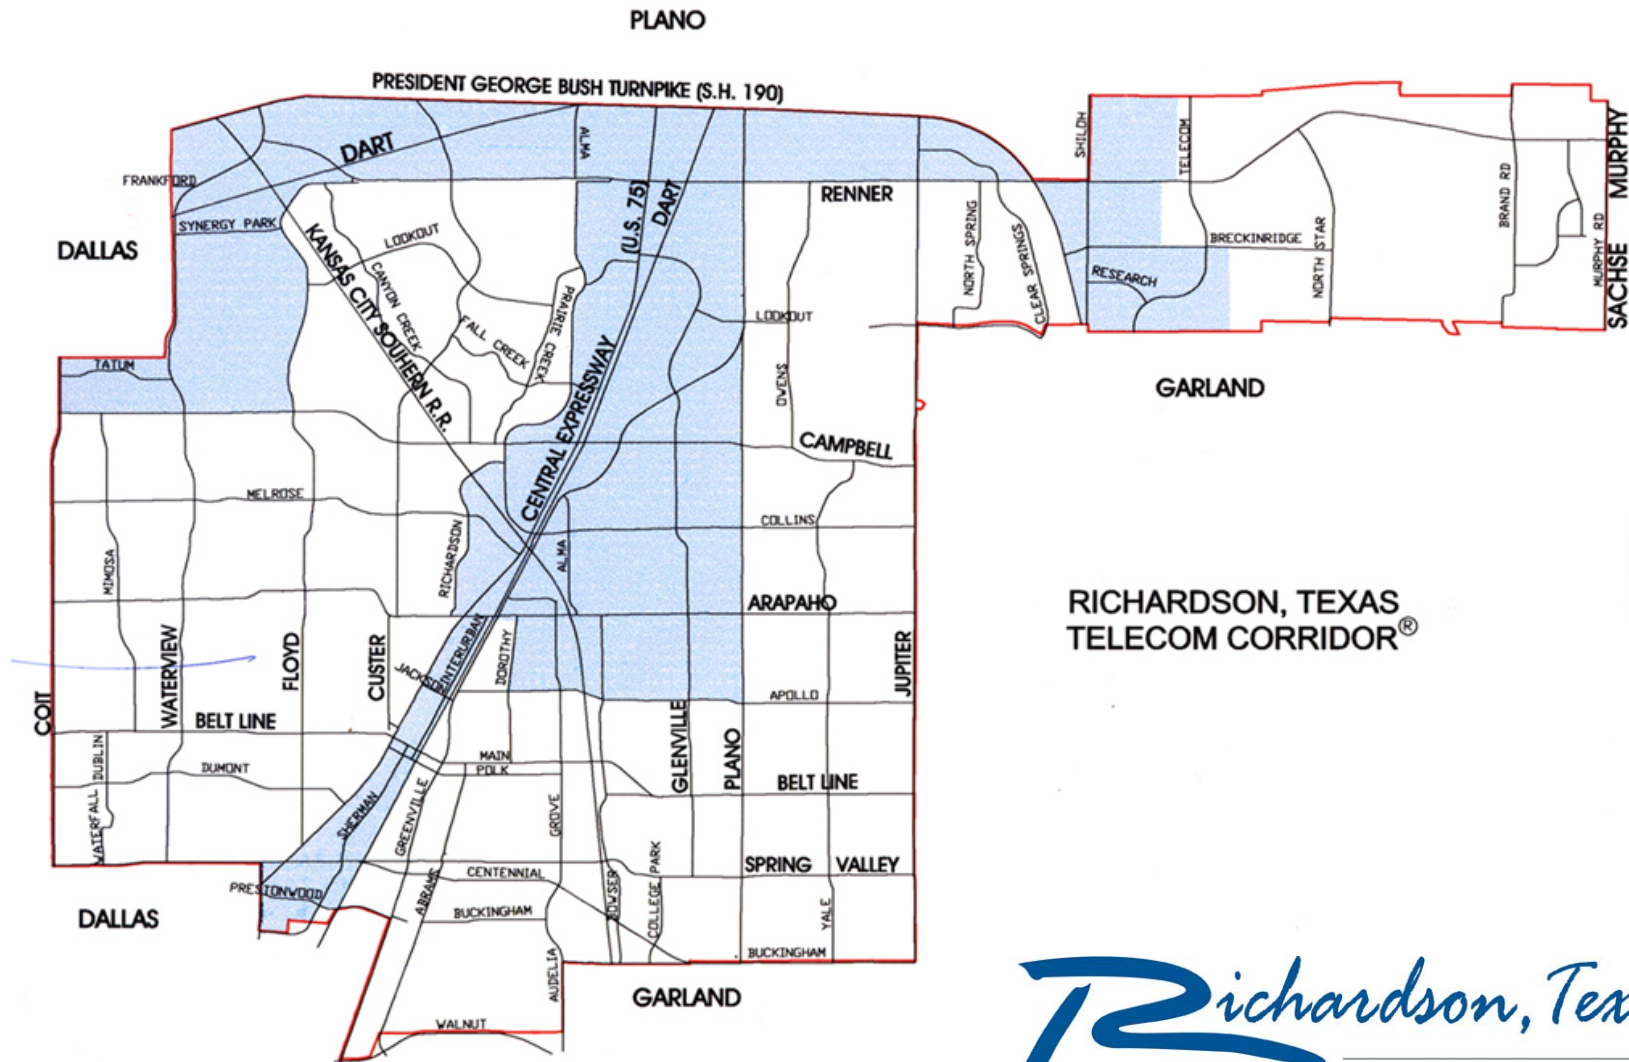 PLANO
PRESIDENT GEORGE BUSH TURNPIKE (S.H. 190)
DART
ALMA
SHILOH
TELECOM
MURPHY
FRANKFORD
(U.S. 75)
DART
RENNER
BRAND RD
SYNERGY PARK
DALLAS
KANSAS CITY SOUHERN R.R.
LOOKOUT
NORTH SPRING
CLEAR SPRINGS
BRECKINRIDGE
NORTH STAR
MURPHY RD
SACHSE
CANYON CREEK
RESEARCH
PRAIRIE CREEK
FALL CREEK
LOOKOUT
TATUM
CENTRAL EXPRESSWAY
OWENS
GARLAND
CAMPBELL
MELROSE
COLLINS
MIMOSA
RICHARDSON
ALMA
ARAPAHO
RICHARDSON, TEXAS
TELECOM CORRIDOR®
WATERVIEW
FLOYD
CUSTER
JACKSON
INTERURBAN
DOROTHY
JUPITER
COIT
APOLLO
BELT LINE
GLENVILLE
PLANO
DUBLIN
DUMONT
MAIN
POLK
BELT LINE
WATERFALL
SHERMAN
GREENVILLE
GROVE
SPRING VALLEY
PRESTONWOOD
CENTENNIAL
ABRAMS
BOWSER
COLLEGE PARK
YALE
DALLAS
BUCKINGHAM
BUCKINGHAM
AUDELIA
GARLAND
WALNUT
Richardson, Tex